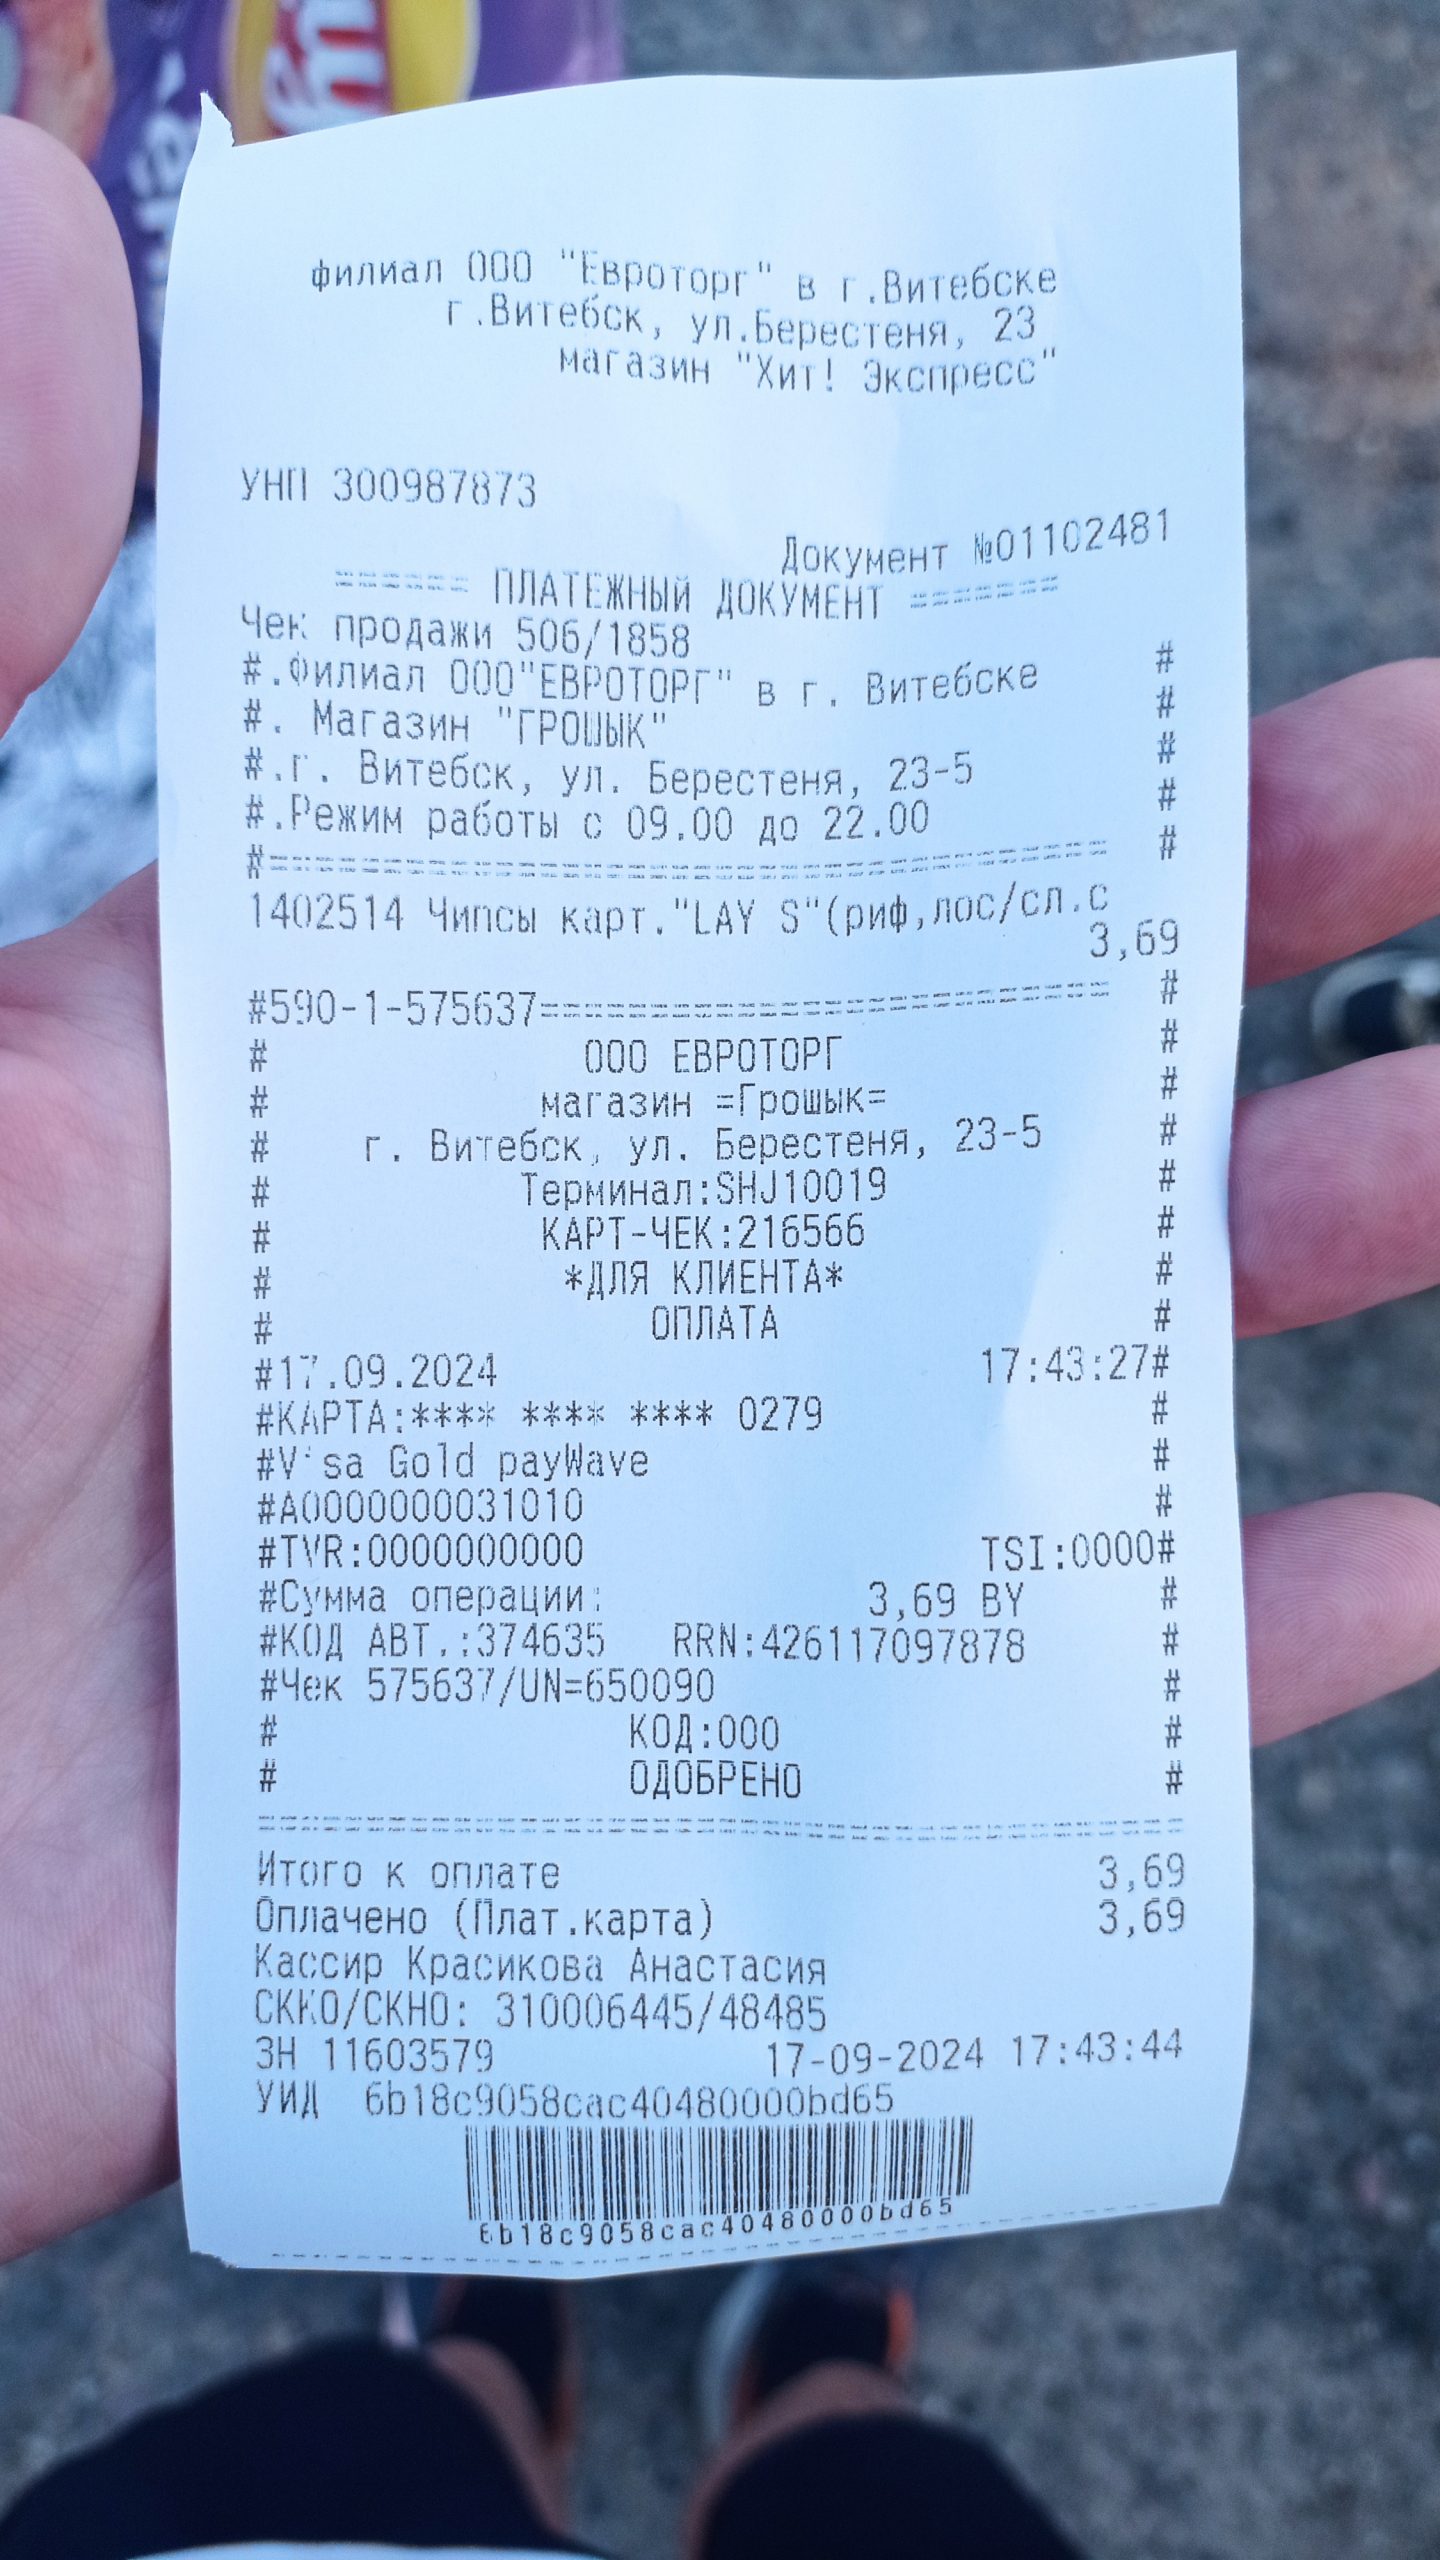 филиал ООО "Евроторг" в г.Витебске
г.Витебск, ул.Берестеня, 23
магазин "Хит! Экспресс"
УНП 300987873
Документ №01102481
====== ПЛАТЕЖНЫЙ ДОКУМЕНТ =======
Чек продажи 506/1858
#.Филиал ООО"ЕВРОТОРГ" в г. Витебске #
#. Магазин "ГРОШЫК" #
#.г. Витебск, ул. Берестеня, 23-5 #
#.Режим работы с 09.00 до 22.00 #
#====================================== #
1402514 Чипсы карт."LAY S"(риф,лос/сл.с
3,69
#590-1-575637========================== #
# ООО ЕВРОТОРГ #
# магазин =Грошык= #
# г. Витебск, ул. Берестеня, 23-5 #
# Терминал:SHJ10019 #
# КАРТ-ЧЕК:216566 #
# *ДЛЯ КЛИЕНТА* #
# ОПЛАТА #
#17.09.2024 17:43:27#
#КАРТА:**** **** **** 0279 #
#Visa Gold payWave #
#A0000000031010 #
#TVR:0000000000 TSI:0000#
#Сумма операции: 3,69 BY #
#КОД АВТ.:374635 RRN:426117097878 #
#Чек 575637/UN=650090 #
# КОД:000 #
# ОДОБРЕНО #
==========================================
Итого к оплате 3,69
Оплачено (Плат.карта) 3,69
Кассир Красикова Анастасия
СККО/СКНО: 310006445/48485
ЗН 11603579 17-09-2024 17:43:44
УИД 6b18c9058cac40480000bd65
6b18c9058cac40480000bd65